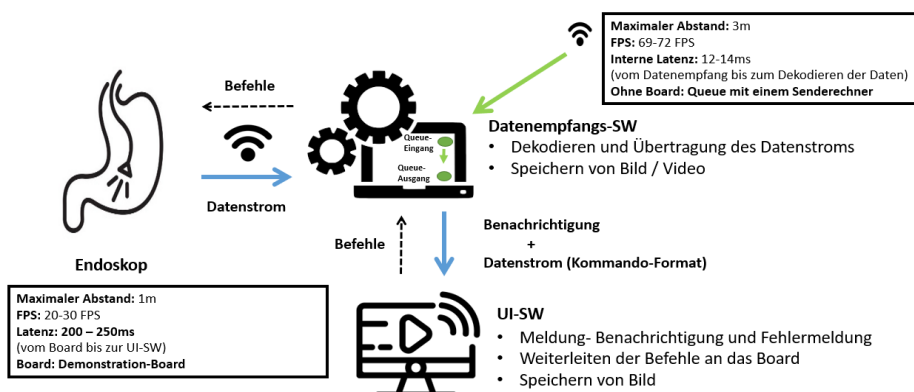 Maximaler Abstand: 3m
FPS: 69-72 FPS
Interne Latenz: 12-14ms
(vom Datenempfang bis zum Dekodieren der Daten)
Ohne Board: Queue mit einem Senderechner
Befehle
Datenstrom
Endoskop
Queue-
Eingang
Queue-
Ausgang
Datenempfangs-SW
• Dekodieren und Übertragung des Datenstroms
• Speichern von Bild / Video
Befehle
Benachrichtigung
+
Datenstrom (Kommando-Format)
Maximaler Abstand: 1m
FPS: 20-30 FPS
Latenz: 200 – 250ms
(vom Board bis zur UI-SW)
Board: Demonstration-Board
UI-SW
• Meldung- Benachrichtigung und Fehlermeldung
• Weiterleiten der Befehle an das Board
• Speichern von Bild